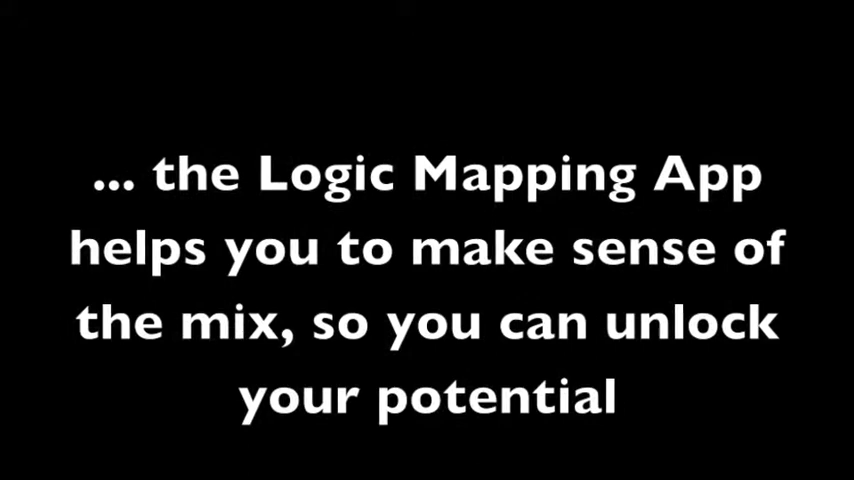 ... the Logic Mapping App
helps you to make sense of
the mix, so you can unlock
your potential